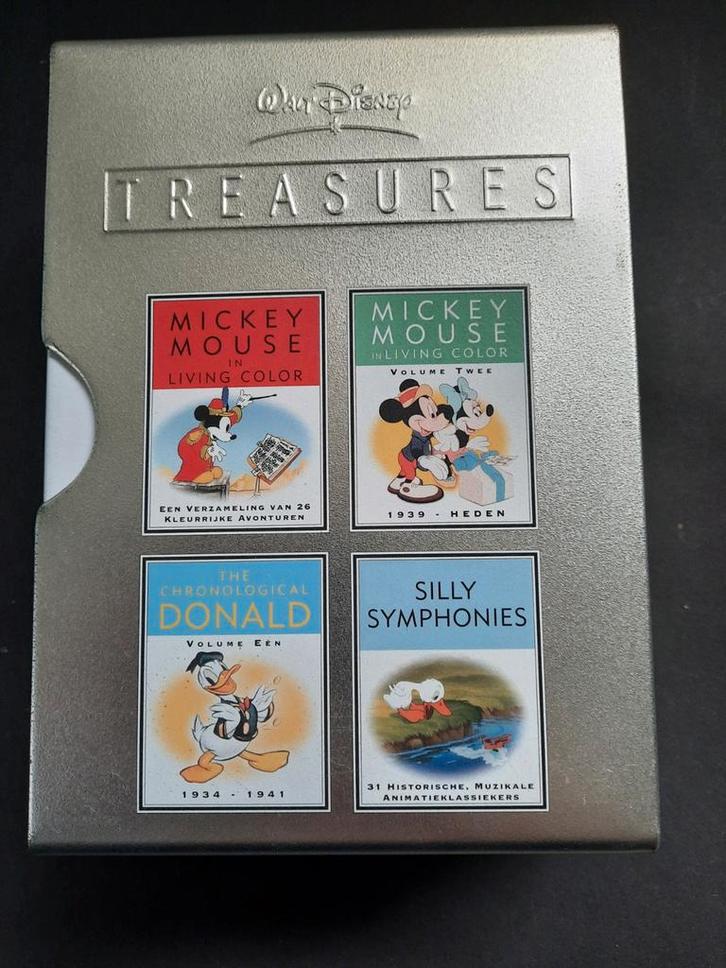 Walt Disney
TREASURES
MICKEY
MOUSE
IN
LIVING COLOR
EEN VERZAMELING VAN 26
KLEURRIJKE AVONTUREN
MICKEY
MOUSE
IN LIVING COLOR
VOLUME TWEE
1939 - HEDEN
THE
CHRONOLOGICAL
DONALD
VOLUME EÉN
1934 - 1941
SILLY
SYMPHONIES
31 HISTORISCHE, MUZIKALE
ANIMATIEKLASSIEKERS